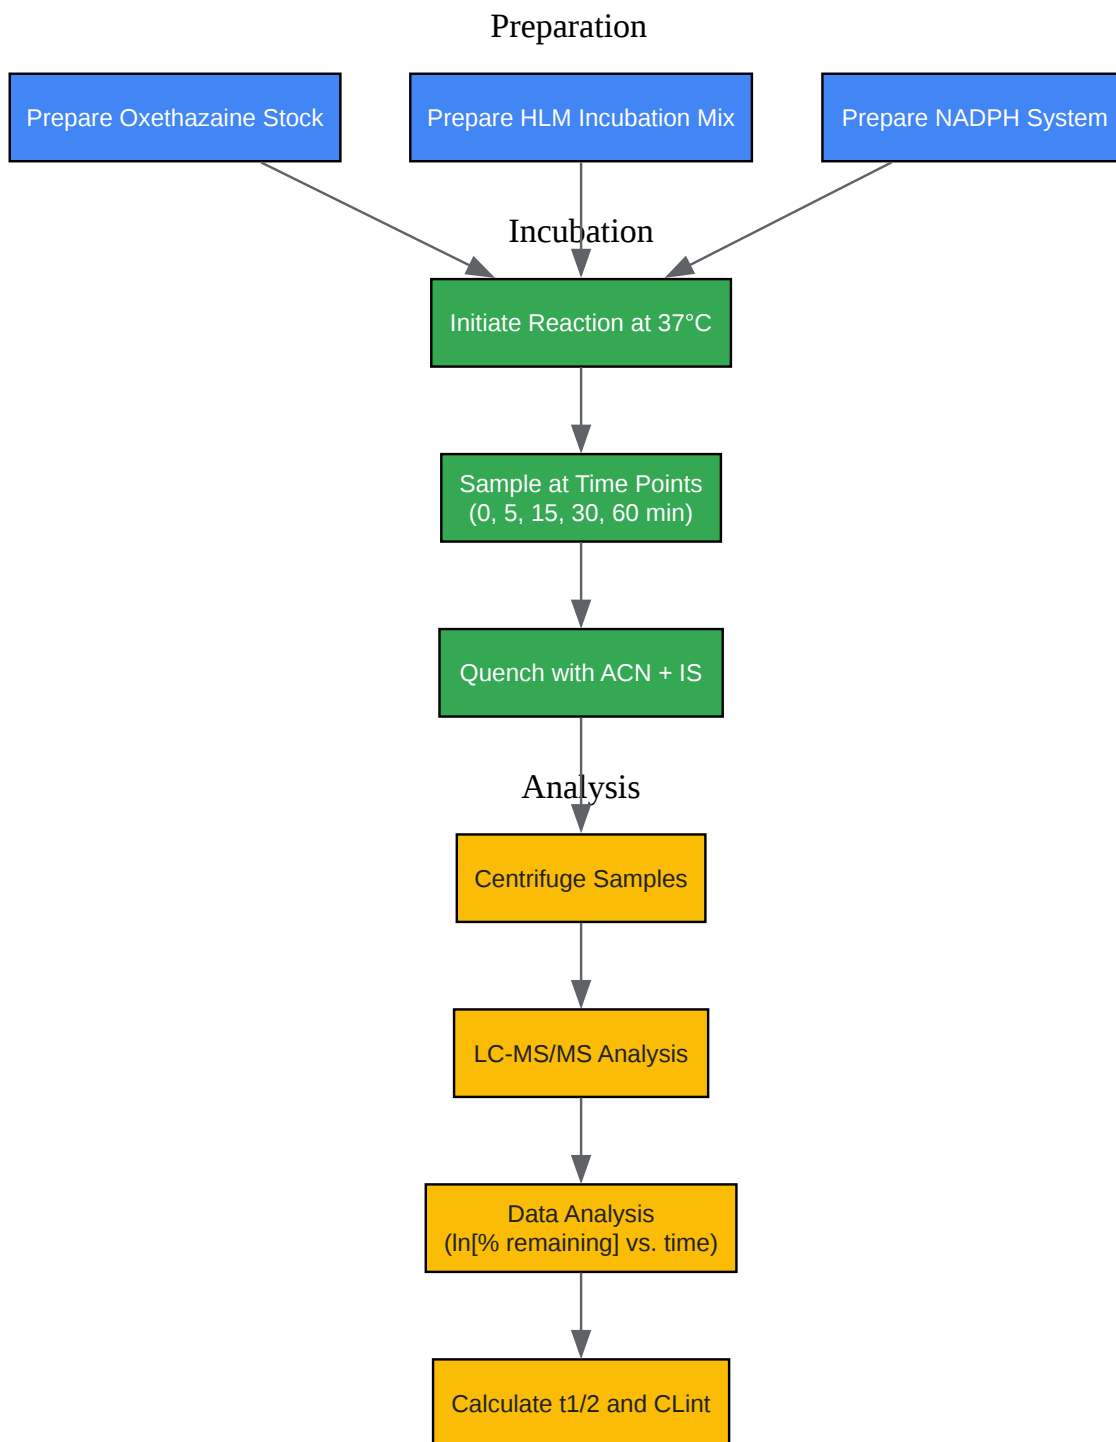 Preparation
Prepare Oxethazaine Stock
Prepare HLM Incubation Mix
Prepare NADPH System
Incubation
Initiate Reaction at 37°C
Sample at Time Points
(0, 5, 15, 30, 60 min)
Quench with ACN + IS
Analysis
Centrifuge Samples
LC-MS/MS Analysis
Data Analysis
(ln[% remaining] vs. time)
Calculate t1/2 and CLint